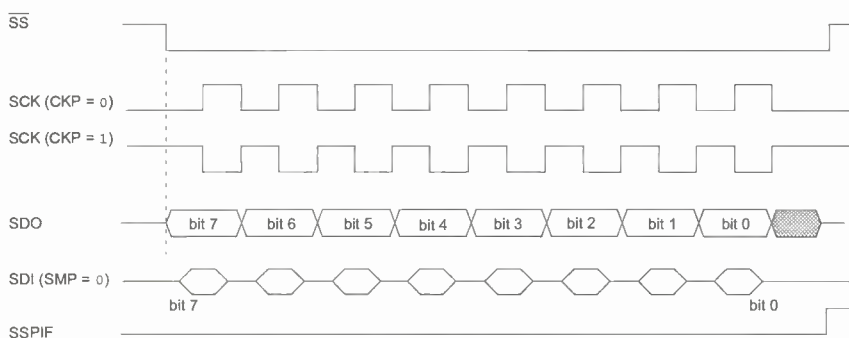 SS
SCK (CKP = 0)
SCK (CKP = 1)
SDO bit 7 bit 6 bit 5 bit 4 bit 3 bit 2 bit 1 bit 0
SDI (SMP = 0)
bit 7 bit 0
SSPIF